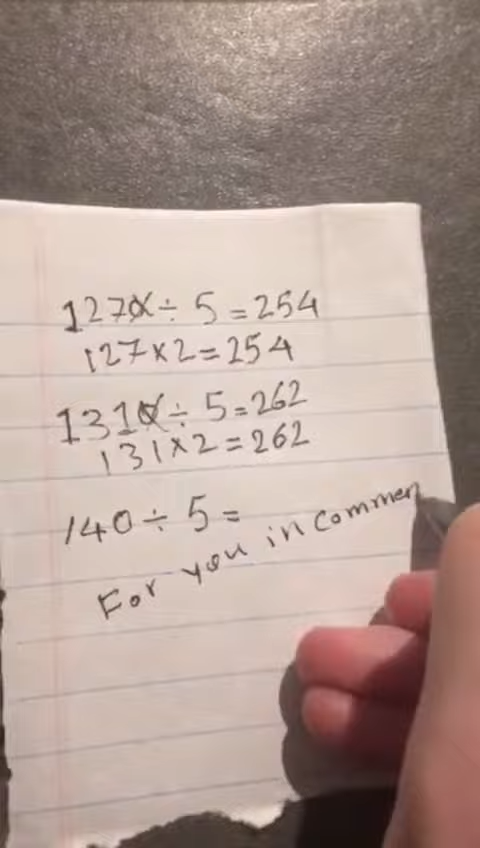 1270 ÷ 5 = 254
127 x 2 = 254
1310 ÷ 5 = 262
131 x 2 = 262
140 ÷ 5 =
For you in commen